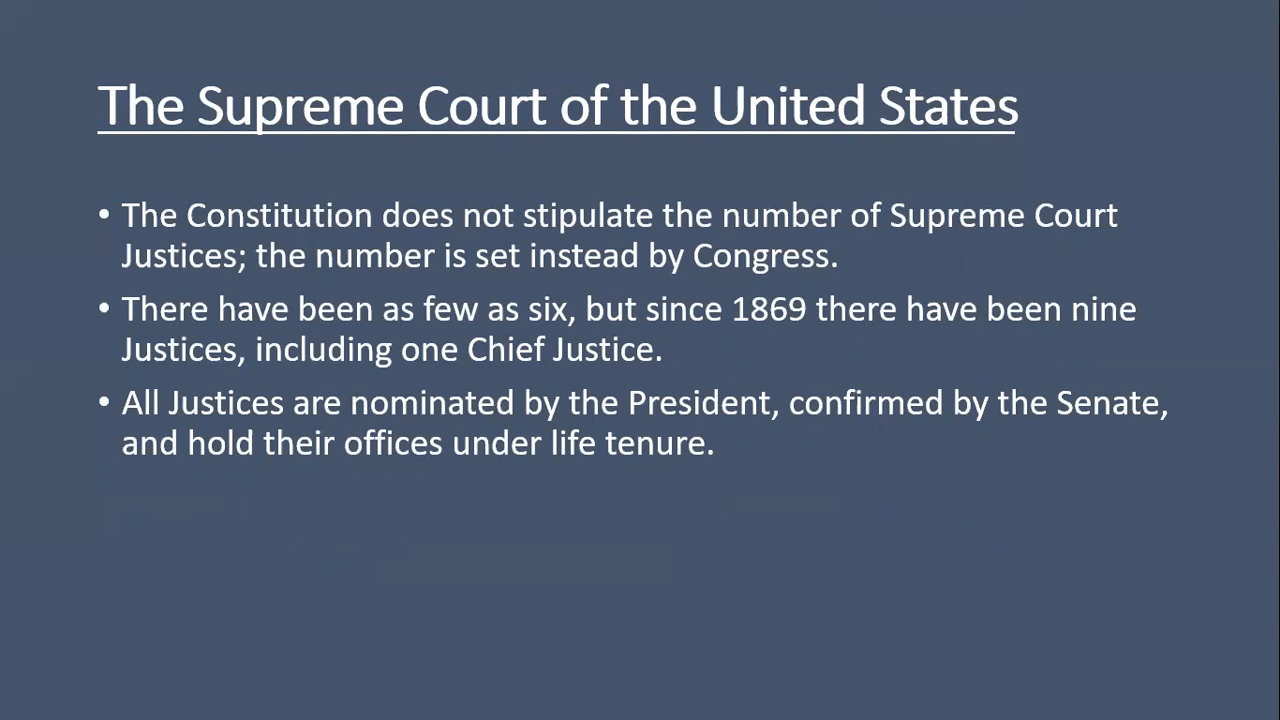 The Supreme Court of the United States
• The Constitution does not stipulate the number of Supreme Court
Justices; the number is set instead by Congress.
• There have been as few as six, but since 1869 there have been nine
Justices, including one Chief Justice.
• All Justices are nominated by the President, confirmed by the Senate,
and hold their offices under life tenure.